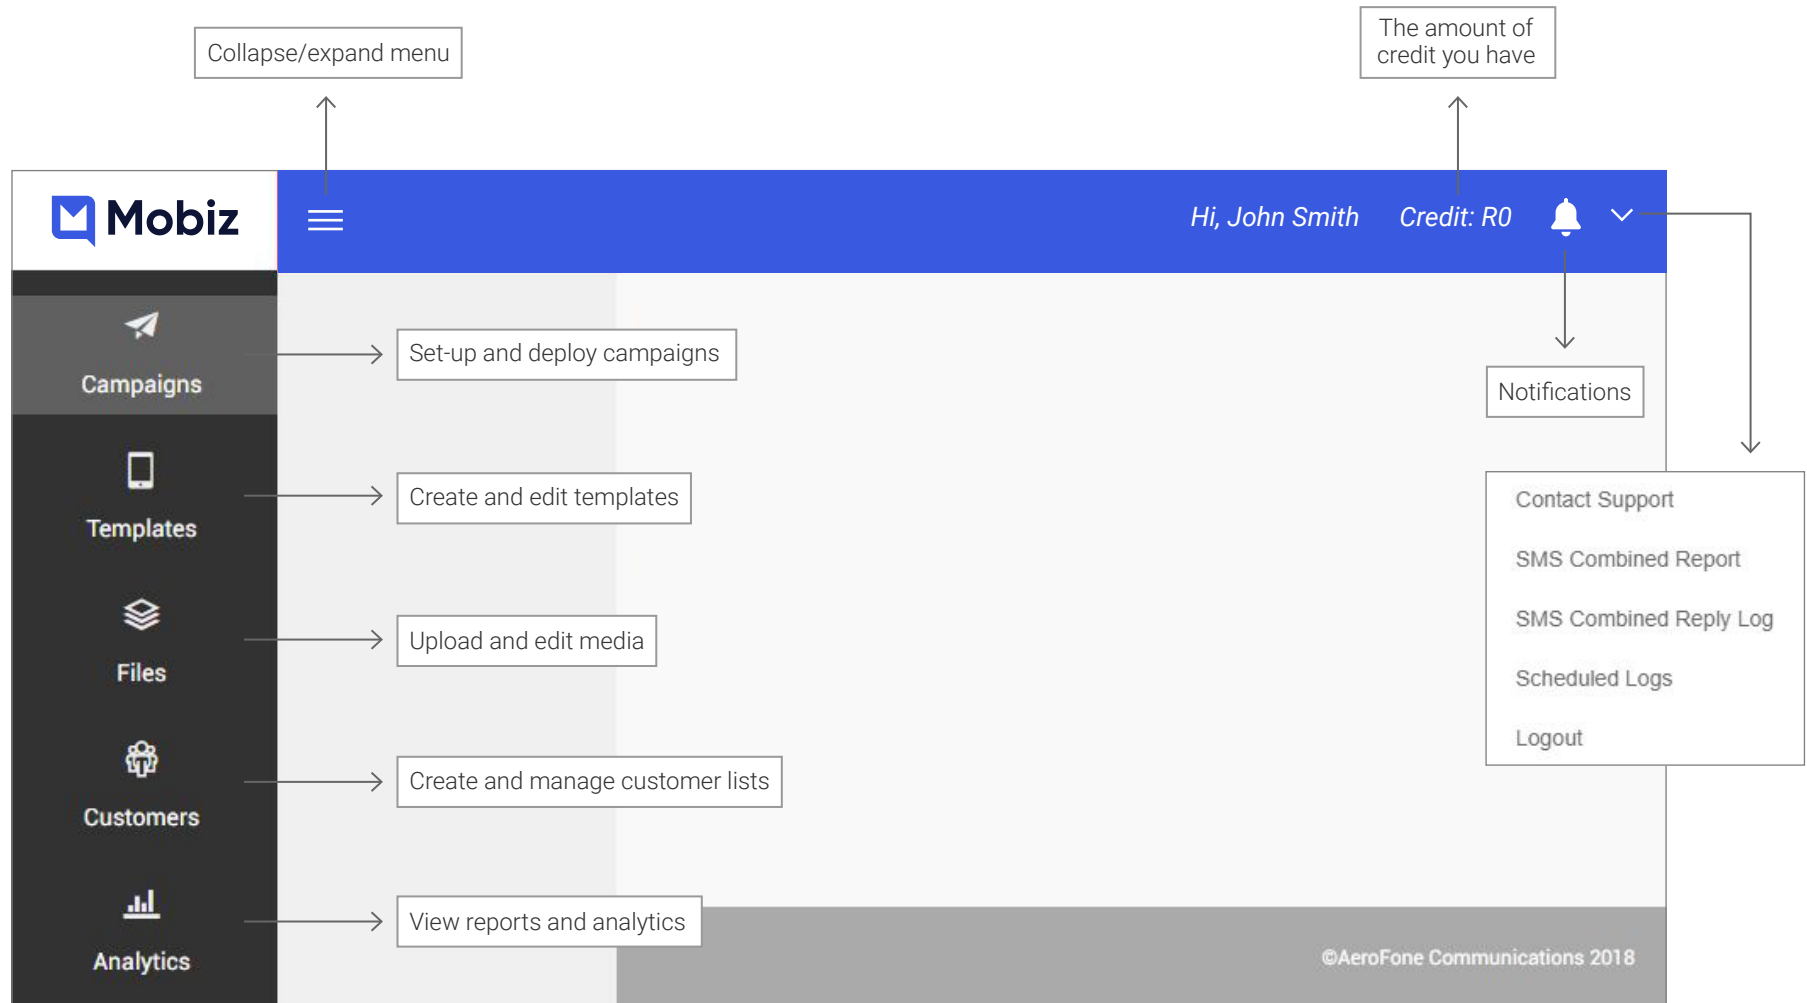 Collapse/expand menu
The amount of
credit you have
Mobiz
Hi, John Smith
Credit: R0
Campaigns
Set-up and deploy campaigns
Notifications
Templates
Create and edit templates
Contact Support
SMS Combined Report
SMS Combined Reply Log
Scheduled Logs
Logout
Files
Upload and edit media
Customers
Create and manage customer lists
Analytics
View reports and analytics
©AeroFone Communications 2018